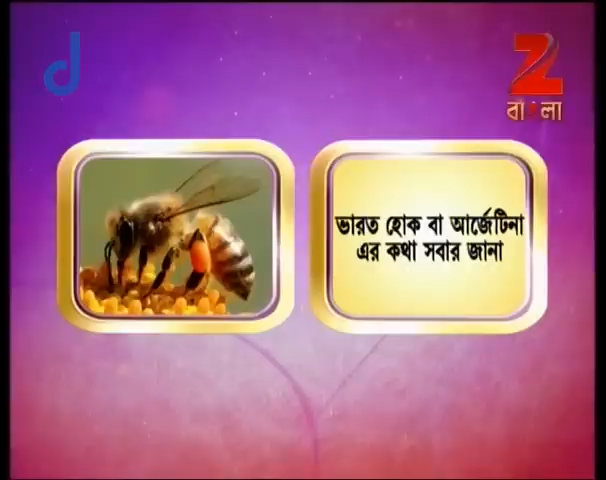 বাংলা
ভারত হোক বা আর্জেটিনা
এর কথা সবার জানা